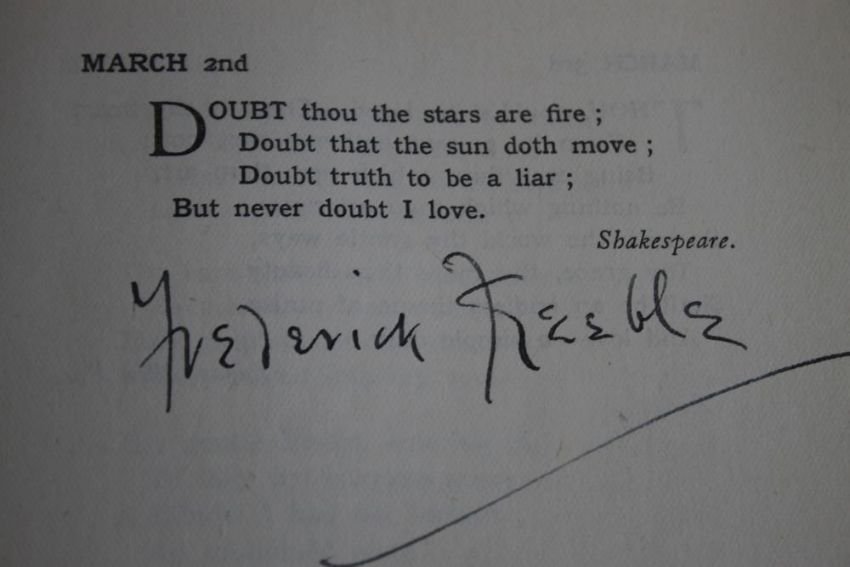 MARCH 2nd
DOUBT thou the stars are fire ;
Doubt that the sun doth move ;
Doubt truth to be a liar ;
But never doubt I love.
Shakespeare.
Frederick Keeble